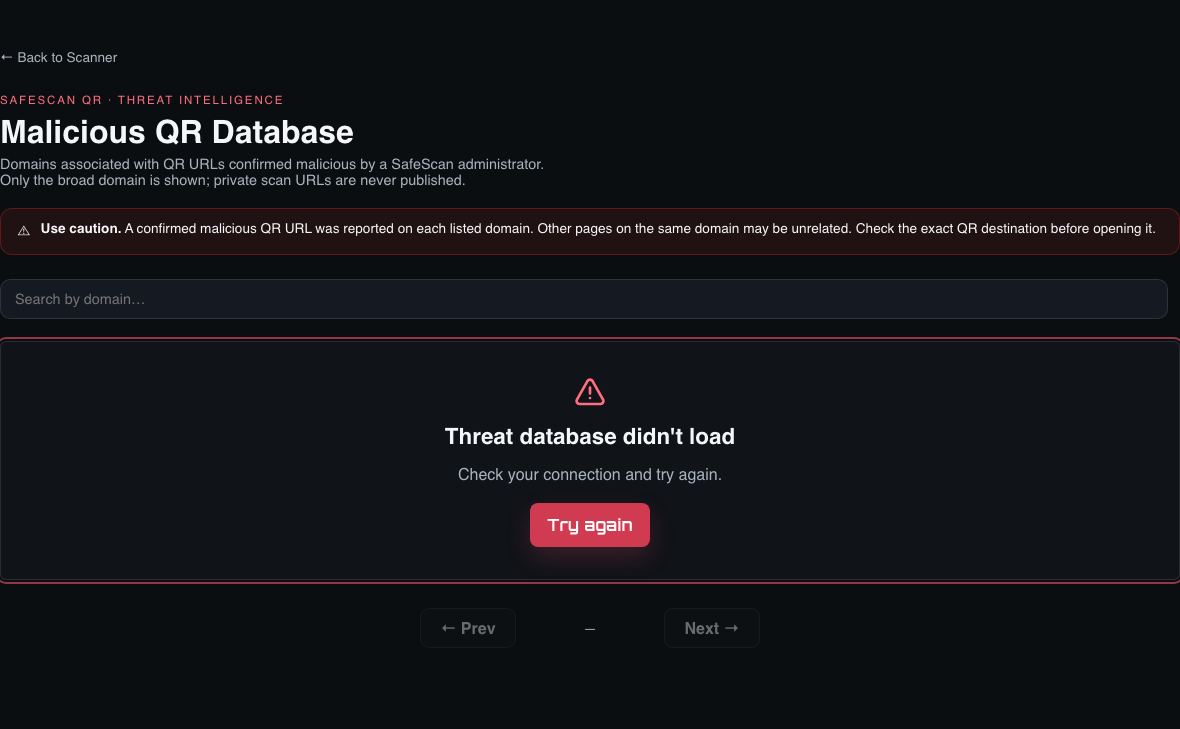 ← Back to Scanner
SAFESCAN QR · THREAT INTELLIGENCE
Malicious QR Database
Domains associated with QR URLs confirmed malicious by a SafeScan administrator.
Only the broad domain is shown; private scan URLs are never published.
⚠ Use caution. A confirmed malicious QR URL was reported on each listed domain. Other pages on the same domain may be unrelated. Check the exact QR destination before opening it.
Search by domain…
Threat database didn't load
Check your connection and try again.
Try again
← Prev — Next →